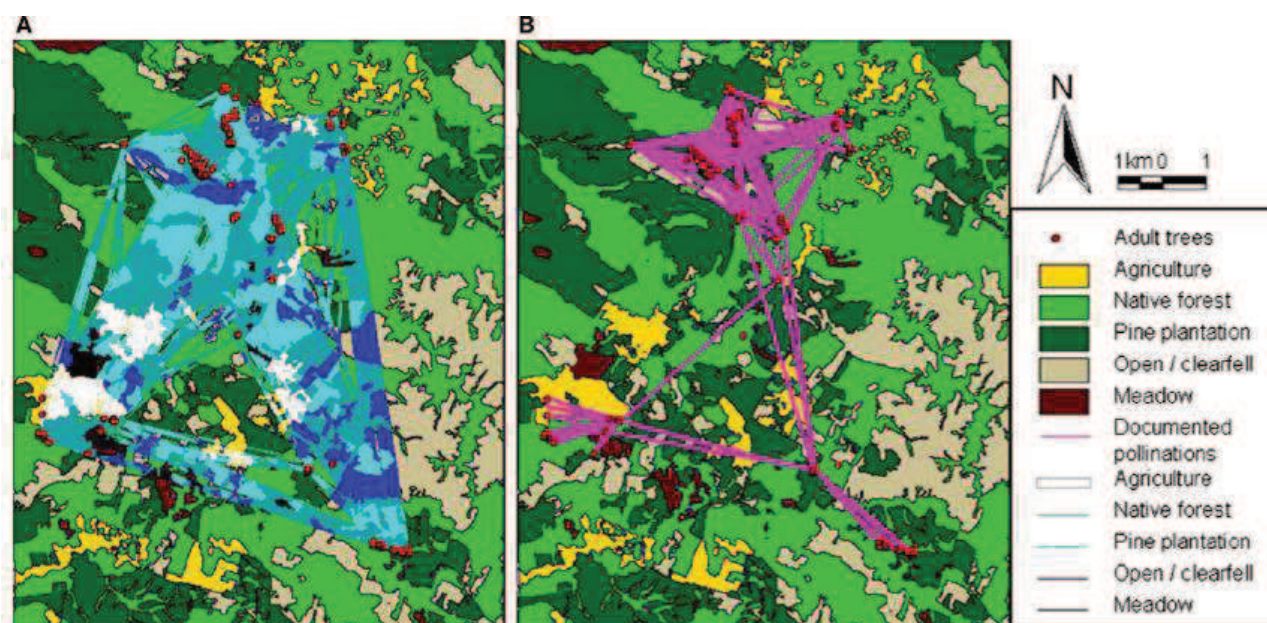 A
B
N
1km 0 1
Adult trees
Agriculture
Native forest
Pine plantation
Open / clearfell
Meadow
Documented
pollinations
Agriculture
Native forest
Pine plantation
Open / clearfell
Meadow